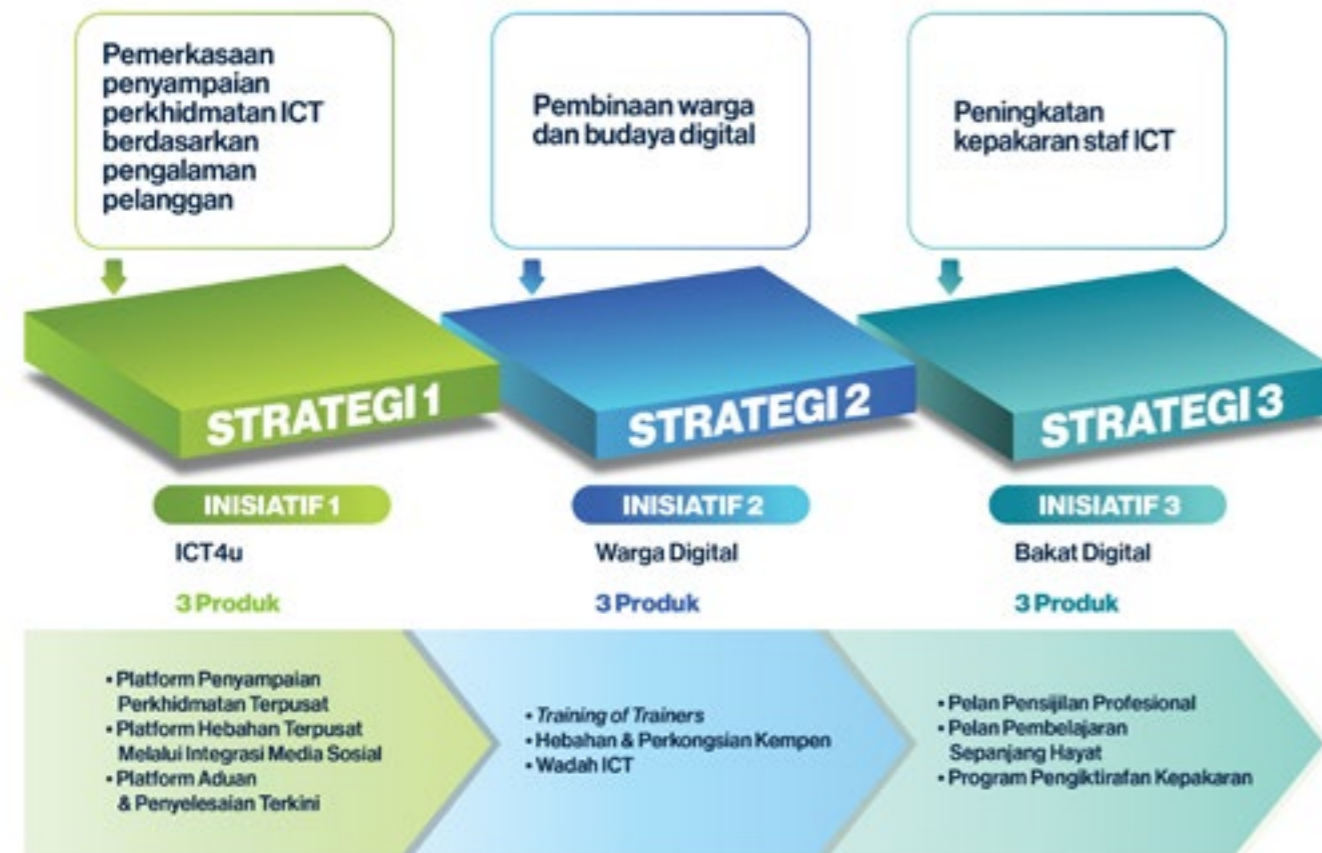 Pemerkasaan
penyampaian
perkhidmatan ICT
berdasarkan
pengalaman
pelanggan
Pembinaan warga
dan budaya digital
Peningkatan
kepakaran staf ICT
STRATEGI 1
STRATEGI 2
STRATEGI 3
INISIATIF 1
ICT4u
3 Produk
INISIATIF 2
Warga Digital
3 Produk
INISIATIF 3
Bakat Digital
3 Produk
• Platform Penyampaian
Perkhidmatan Terpusat
• Platform Hebahan Terpusat
Melalui Integrasi Media Sosial
• Platform Aduan
& Penyelesaian Terkini
• Training of Trainers
• Hebahan & Perkongsian Kempen
• Wadah ICT
• Pelan Pensijilan Profesional
• Pelan Pembelajaran
Sepanjang Hayat
• Program Pengiktirafan Kepakaran